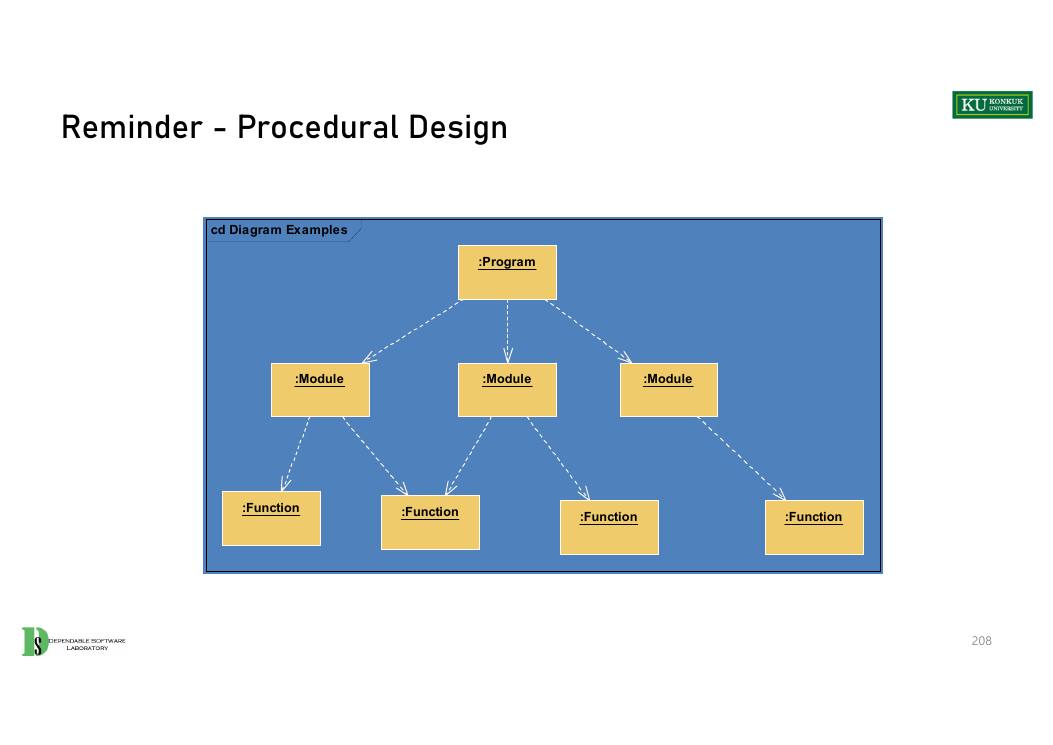 KU KONKUK
UNIVERSITY
Reminder - Procedural Design
cd Diagram Examples
:Program
:Module
:Module
:Module
:Function
:Function
:Function
:Function
DS DEPENDABLE SOFTWARE
LABORATORY
208